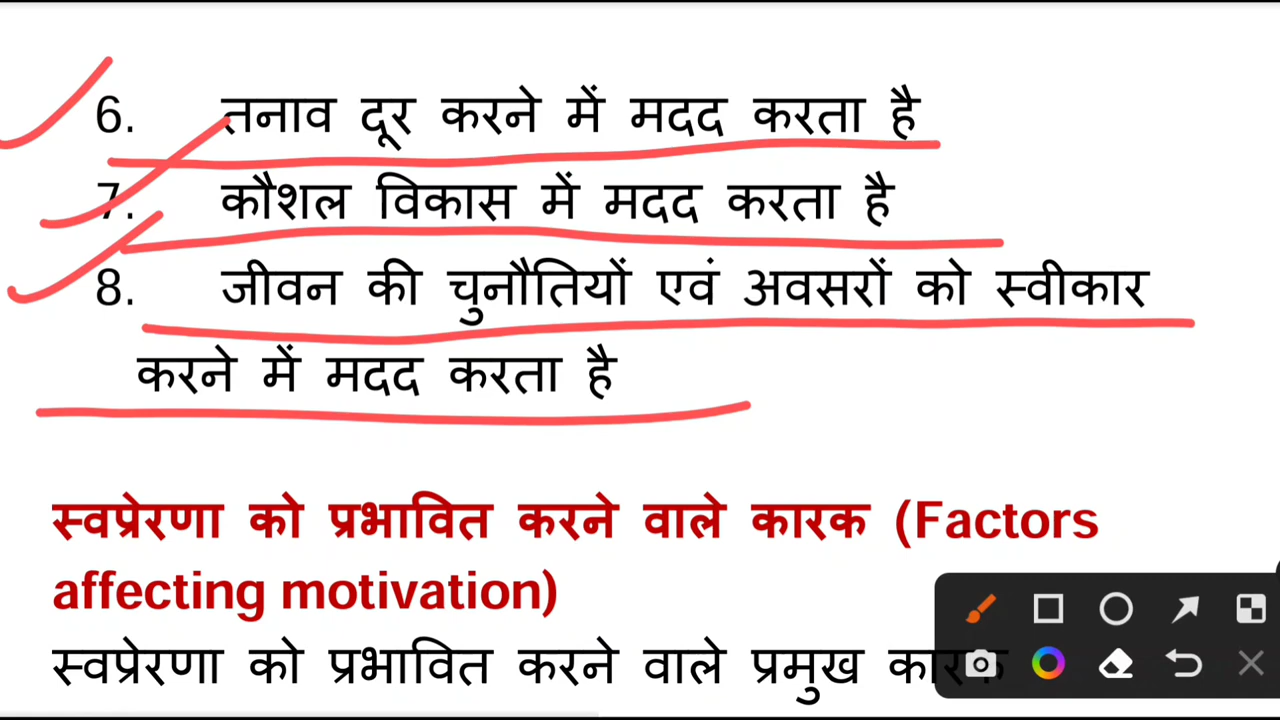 6. तनाव दूर करने में मदद करता है
7. कौशल विकास में मदद करता है
8. जीवन की चुनौतियों एवं अवसरों को स्वीकार
करने में मदद करता है
स्वप्रेरणा को प्रभावित करने वाले कारक (Factors
affecting motivation)
स्वप्रेरणा को प्रभावित करने वाले प्रमुख कारक